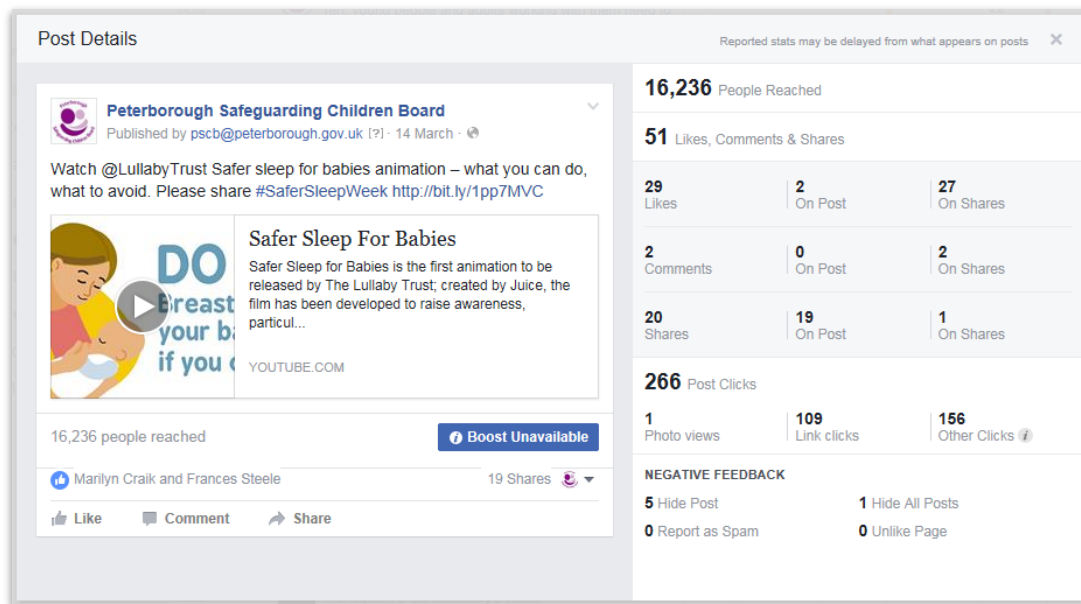 Post Details
Reported stats may be delayed from what appears on posts
Peterborough Safeguarding Children Board
Published by pscb@peterborough.gov.uk [?] · 14 March ·
Watch @LullabyTrust Safer sleep for babies animation – what you can do,
what to avoid. Please share #SaferSleepWeek http://bit.ly/1pp7MVC
DO
Breast
your ba
if you
Safer Sleep For Babies
Safer Sleep for Babies is the first animation to be
released by The Lullaby Trust; created by Juice, the
film has been developed to raise awareness,
particul...
YOUTUBE.COM
16,236 people reached
Boost Unavailable
Marilyn Craik and Frances Steele
19 Shares
Like Comment Share
16,236 People Reached
51 Likes, Comments & Shares
29 2 27
Likes On Post On Shares
2 0 2
Comments On Post On Shares
20 19 1
Shares On Post On Shares
266 Post Clicks
1 109 156
Photo views Link clicks Other Clicks
NEGATIVE FEEDBACK
5 Hide Post 1 Hide All Posts
0 Report as Spam 0 Unlike Page